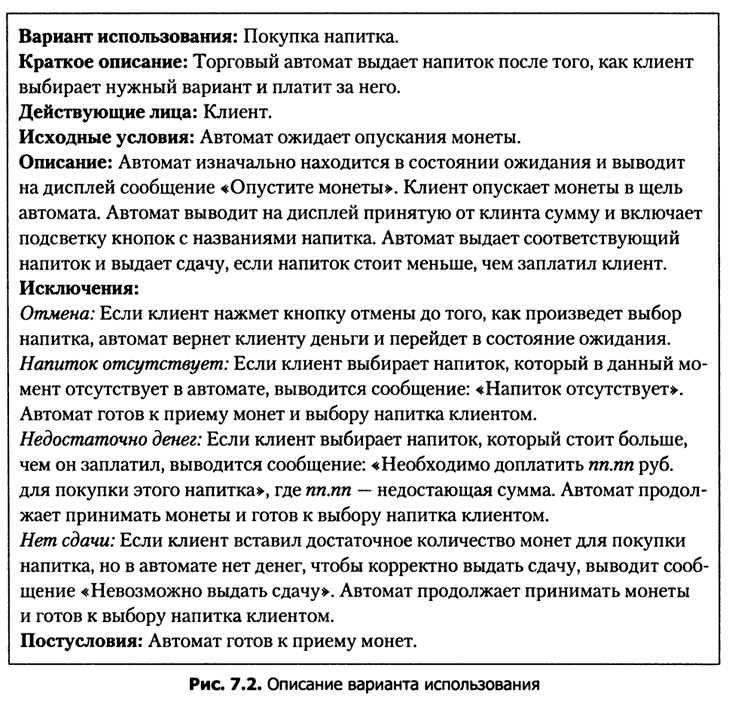 Вариант использования: Покупка напитка.
Краткое описание: Торговый автомат выдает напиток после того, как клиент
выбирает нужный вариант и платит за него.
Действующие лица: Клиент.
Исходные условия: Автомат ожидает опускания монеты.
Описание: Автомат изначально находится в состоянии ожидания и выводит
на дисплей сообщение «Опустите монеты». Клиент опускает монеты в щель
автомата. Автомат выводит на дисплей принятую от клинта сумму и включает
подсветку кнопок с названиями напитка. Автомат выдает соответствующий
напиток и выдает сдачу, если напиток стоит меньше, чем заплатил клиент.
Исключения:
Отмена: Если клиент нажмет кнопку отмены до того, как произведет выбор
напитка, автомат вернет клиенту деньги и перейдет в состояние ожидания.
Напиток отсутствует: Если клиент выбирает напиток, который в данный мо-
мент отсутствует в автомате, выводится сообщение: «Напиток отсутствует».
Автомат готов к приему монет и выбору напитка клиентом.
Недостаточно денег: Если клиент выбирает напиток, который стоит больше,
чем он заплатил, выводится сообщение: «Необходимо доплатить пп.пп руб.
для покупки этого напитка», где пп.пп — недостающая сумма. Автомат продол-
жает принимать монеты и готов к выбору напитка клиентом.
Нет сдачи: Если клиент вставил достаточное количество монет для покупки
напитка, но в автомате нет денег, чтобы корректно выдать сдачу, выводит сооб-
щение «Невозможно выдать сдачу». Автомат продолжает принимать монеты
и готов к выбору напитка клиентом.
Постусловия: Автомат готов к приему монет.
Рис. 7.2. Описание варианта использования